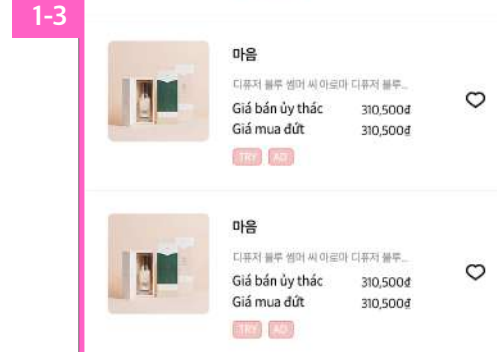 1-3
마음
디퓨저 블루 썸머 씨 아로마 디퓨저 블루...
Giá bán ủy thác 310,500đ
Giá mua đứt 310,500đ
TRY AD
마음
디퓨저 블루 썸머 씨 아로마 디퓨저 블루...
Giá bán ủy thác 310,500đ
Giá mua đứt 310,500đ
TRY AD